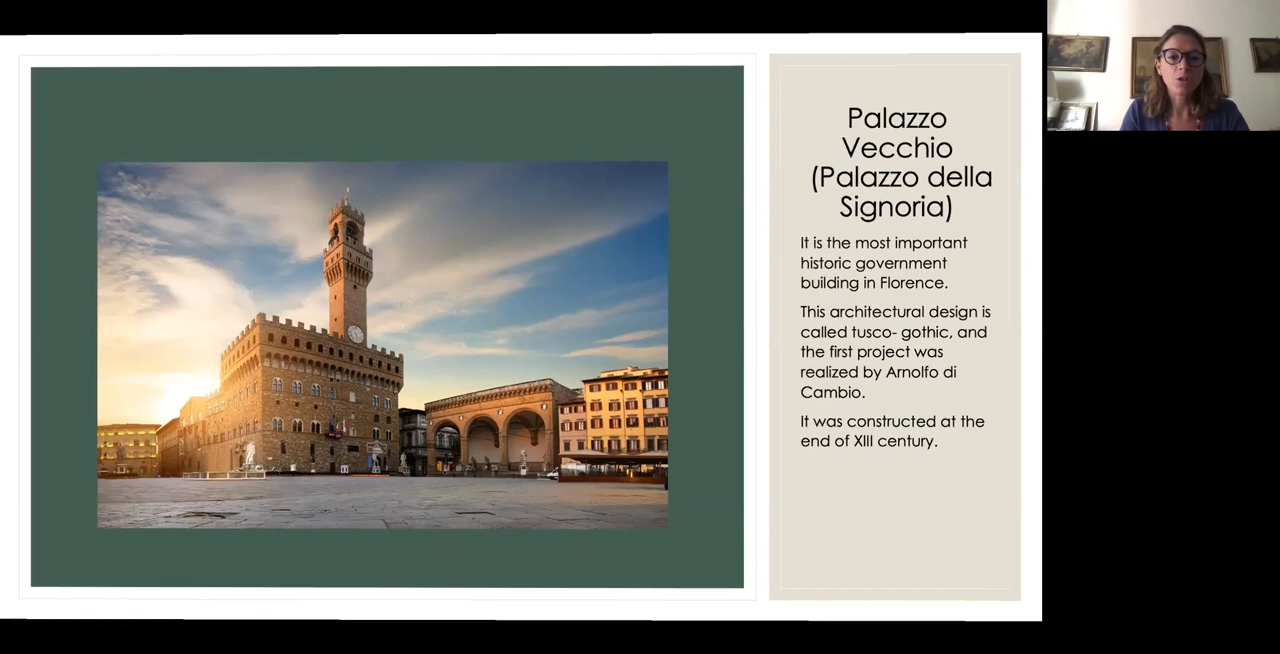 Palazzo
Vecchio
(Palazzo della
Signoria)
It is the most important
historic government
building in Florence.
This architectural design is
called tusco- gothic, and
the first project was
realized by Arnolfo di
Cambio.
It was constructed at the
end of XIII century.